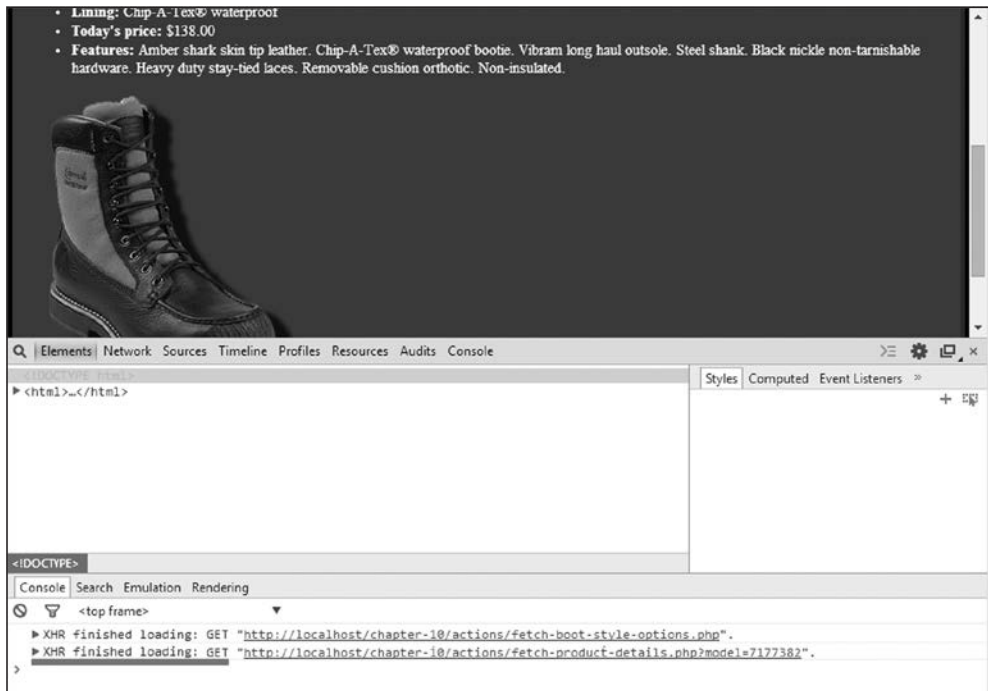 • Lining: Chip-A-Tex® waterproof
• Today's price: $138.00
• Features: Amber shark skin tip leather. Chip-A-Tex® waterproof bootie. Vibram long haul outsole. Steel shank. Black nickle non-tarnishable
hardware. Heavy duty stay-tied laces. Removable cushion orthotic. Non-insulated.
Elements Network Sources Timeline Profiles Resources Audits Console
<!DOCTYPE html>
▶ <html>…</html>
Styles Computed Event Listeners »
<!DOCTYPE>
Console Search Emulation Rendering
<top frame> ▼
▶ XHR finished loading: GET "http://localhost/chapter-10/actions/fetch-boot-style-options.php".
▶ XHR finished loading: GET "http://localhost/chapter-10/actions/fetch-product-details.php?model=7177382".
>